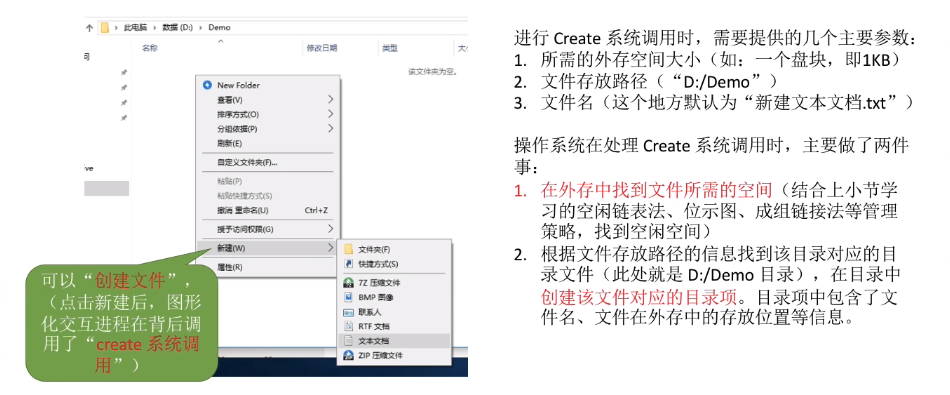 此电脑 › 数据 (D:) › Demo
名称
修改日期
类型
大小
该文件夹为空。
New Folder
查看(V)
排序方式(O)
分组依据(P)
刷新(E)
自定义文件夹(F)...
粘贴(P)
粘贴快捷方式(S)
撤消 重命名(U) Ctrl+Z
授予访问权限(G)
新建(W)
属性(R)
文件夹(F)
快捷方式(S)
7Z 压缩文件
BMP 图像
联系人
RTF 文档
文本文档
ZIP 压缩文件
可以“创建文件”，
（点击新建后，图形
化交互进程在背后调
用了“create 系统调
用”）
进行 Create 系统调用时，需要提供的几个主要参数：
1. 所需的外存空间大小（如：一个盘块，即1KB）
2. 文件存放路径（“D:/Demo”）
3. 文件名（这个地方默认为“新建文本文档.txt”）
操作系统在处理 Create 系统调用时，主要做了两件
事：
1. 在外存中找到文件所需的空间（结合上小节学
习的空闲链表法、位示图、成组链接法等管理
策略，找到空闲空间）
2. 根据文件存放路径的信息找到该目录对应的目
录文件（此处就是 D:/Demo 目录），在目录中
创建该文件对应的目录项。目录项中包含了文
件名、文件在外存中的存放位置等信息。